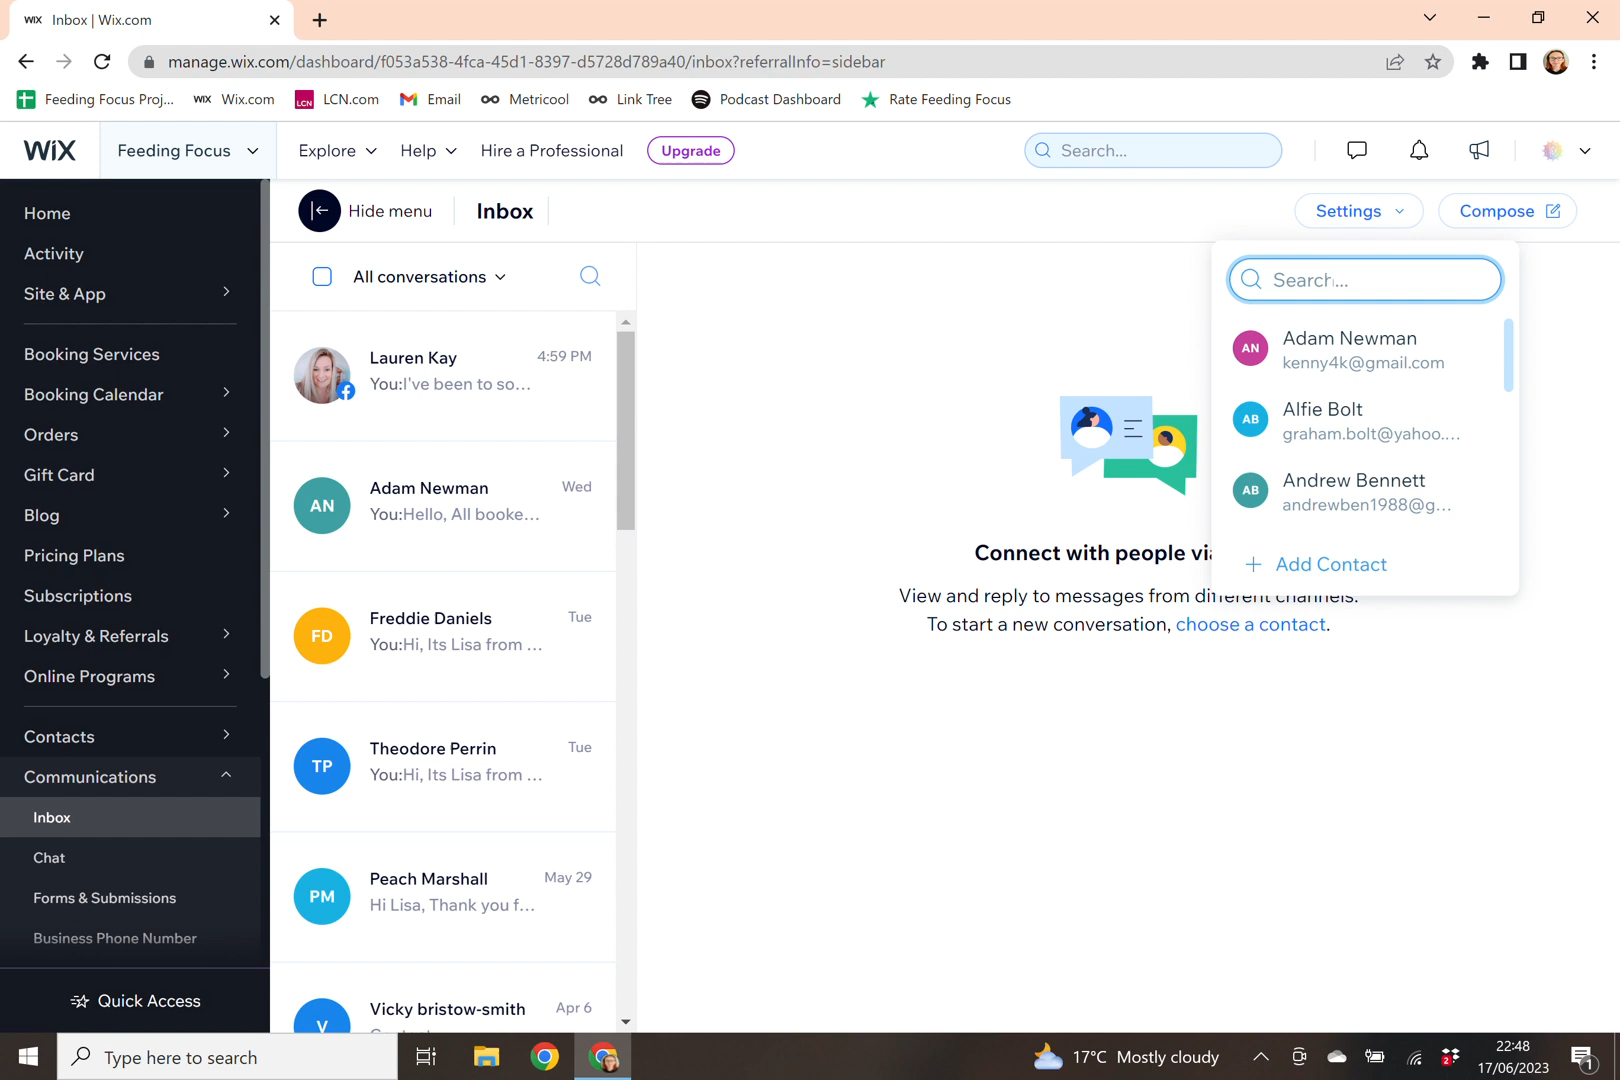 WIX Inbox | Wix.com
manage.wix.com/dashboard/f053a538-4fca-45d1-8397-d5728d789a40/inbox?referralInfo=sidebar
Feeding Focus Proj... WIX Wix.com LCN LCN.com Email Metricool Link Tree Podcast Dashboard Rate Feeding Focus
WIX Feeding Focus Explore Help Hire a Professional Upgrade Search...
Hide menu Inbox Settings Compose
Home
Activity
Site & App
Booking Services
Booking Calendar
Orders
Gift Card
Blog
Pricing Plans
Subscriptions
Loyalty & Referrals
Online Programs
Contacts
Communications
Inbox
Chat
Forms & Submissions
Business Phone Number
Quick Access
All conversations
Lauren Kay 4:59 PM
You:I've been to so...
AN Adam Newman Wed
You:Hello, All booke...
FD Freddie Daniels Tue
You:Hi, Its Lisa from ...
TP Theodore Perrin Tue
You:Hi, Its Lisa from ...
PM Peach Marshall May 29
Hi Lisa, Thank you f...
V Vicky bristow-smith Apr 6
Search...
AN Adam Newman
kenny4k@gmail.com
AB Alfie Bolt
graham.bolt@yahoo....
AB Andrew Bennett
andrewben1988@g...
+ Add Contact
Connect with people vi
View and reply to messages from different channels.
To start a new conversation, choose a contact.
Type here to search 17°C Mostly cloudy 2 22:48 1
17/06/2023